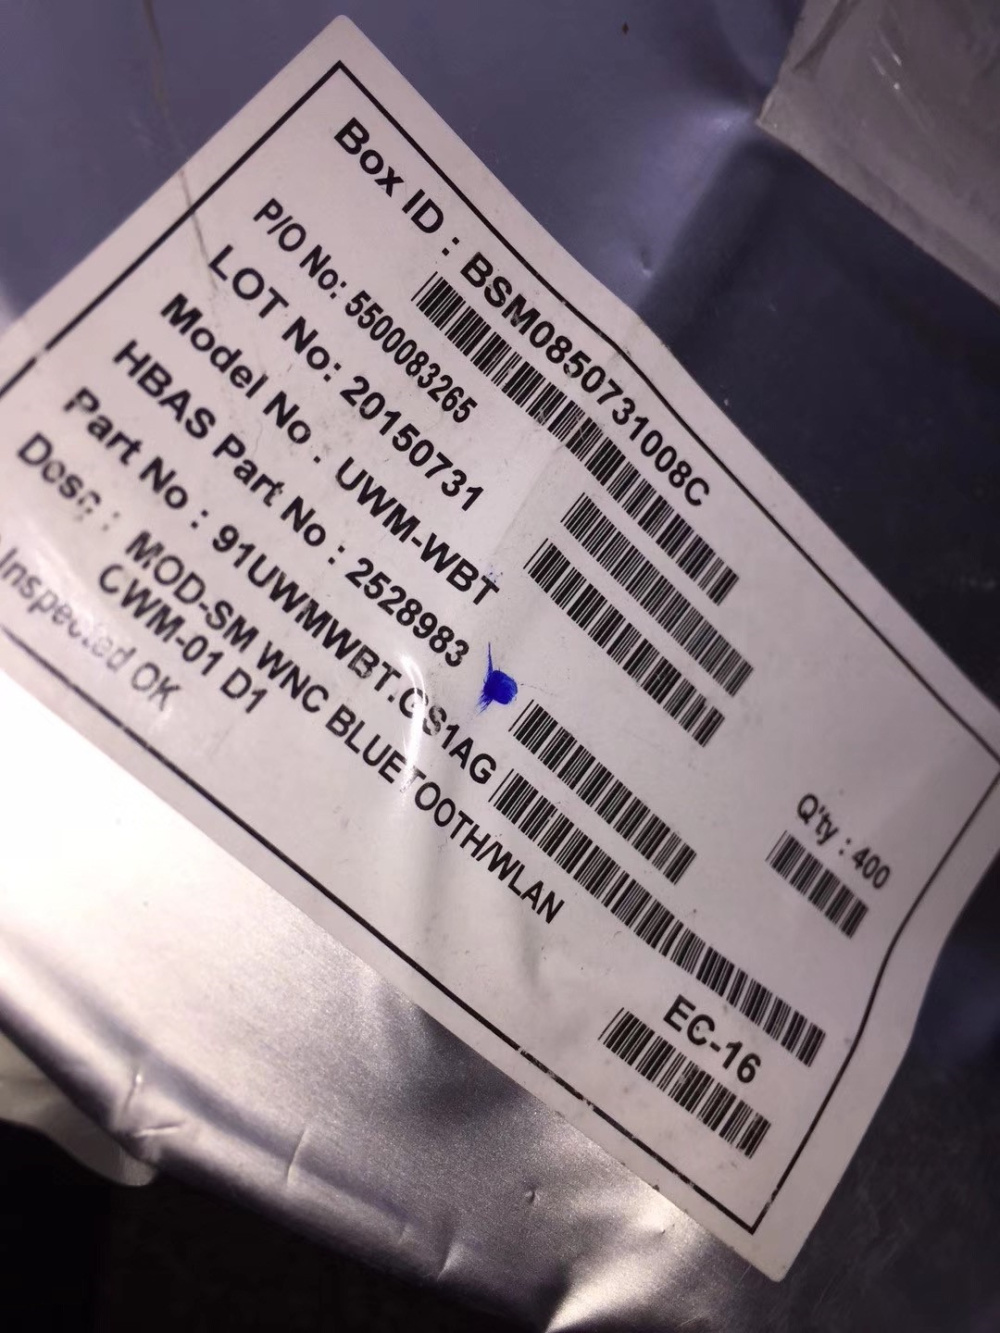 Box ID : BSM0850731008C
P/O No: 5500083265
LOT No: 20150731
Model No . UWM-WBT
HBAS Part No : 2528983
Part No : 91UWMWBT.GS1AG
Desc : MOD-SM WNC BLUETOOTH/WLAN
CWM-01 D1
Inspected OK
Q'ty : 400
EC-16